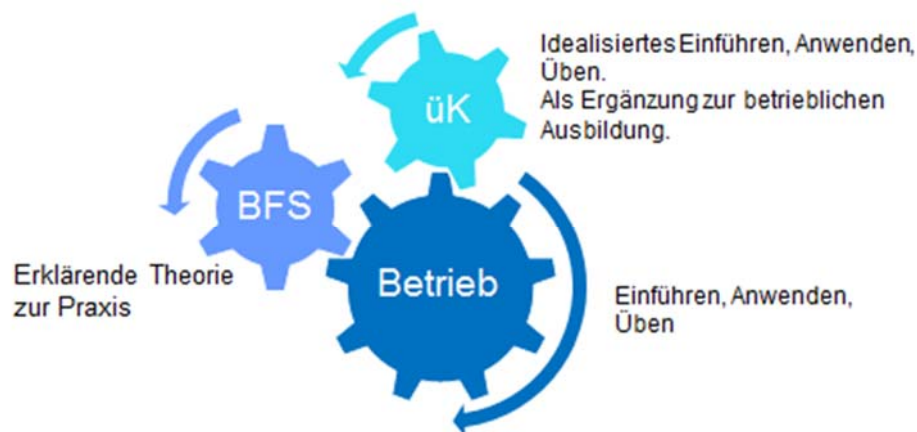 Idealisiertes Einführen, Anwenden,
Üben.
Als Ergänzung zur betrieblichen
Ausbildung.
üK
BFS
Betrieb
Erklärende Theorie
zur Praxis
Einführen, Anwenden,
Üben